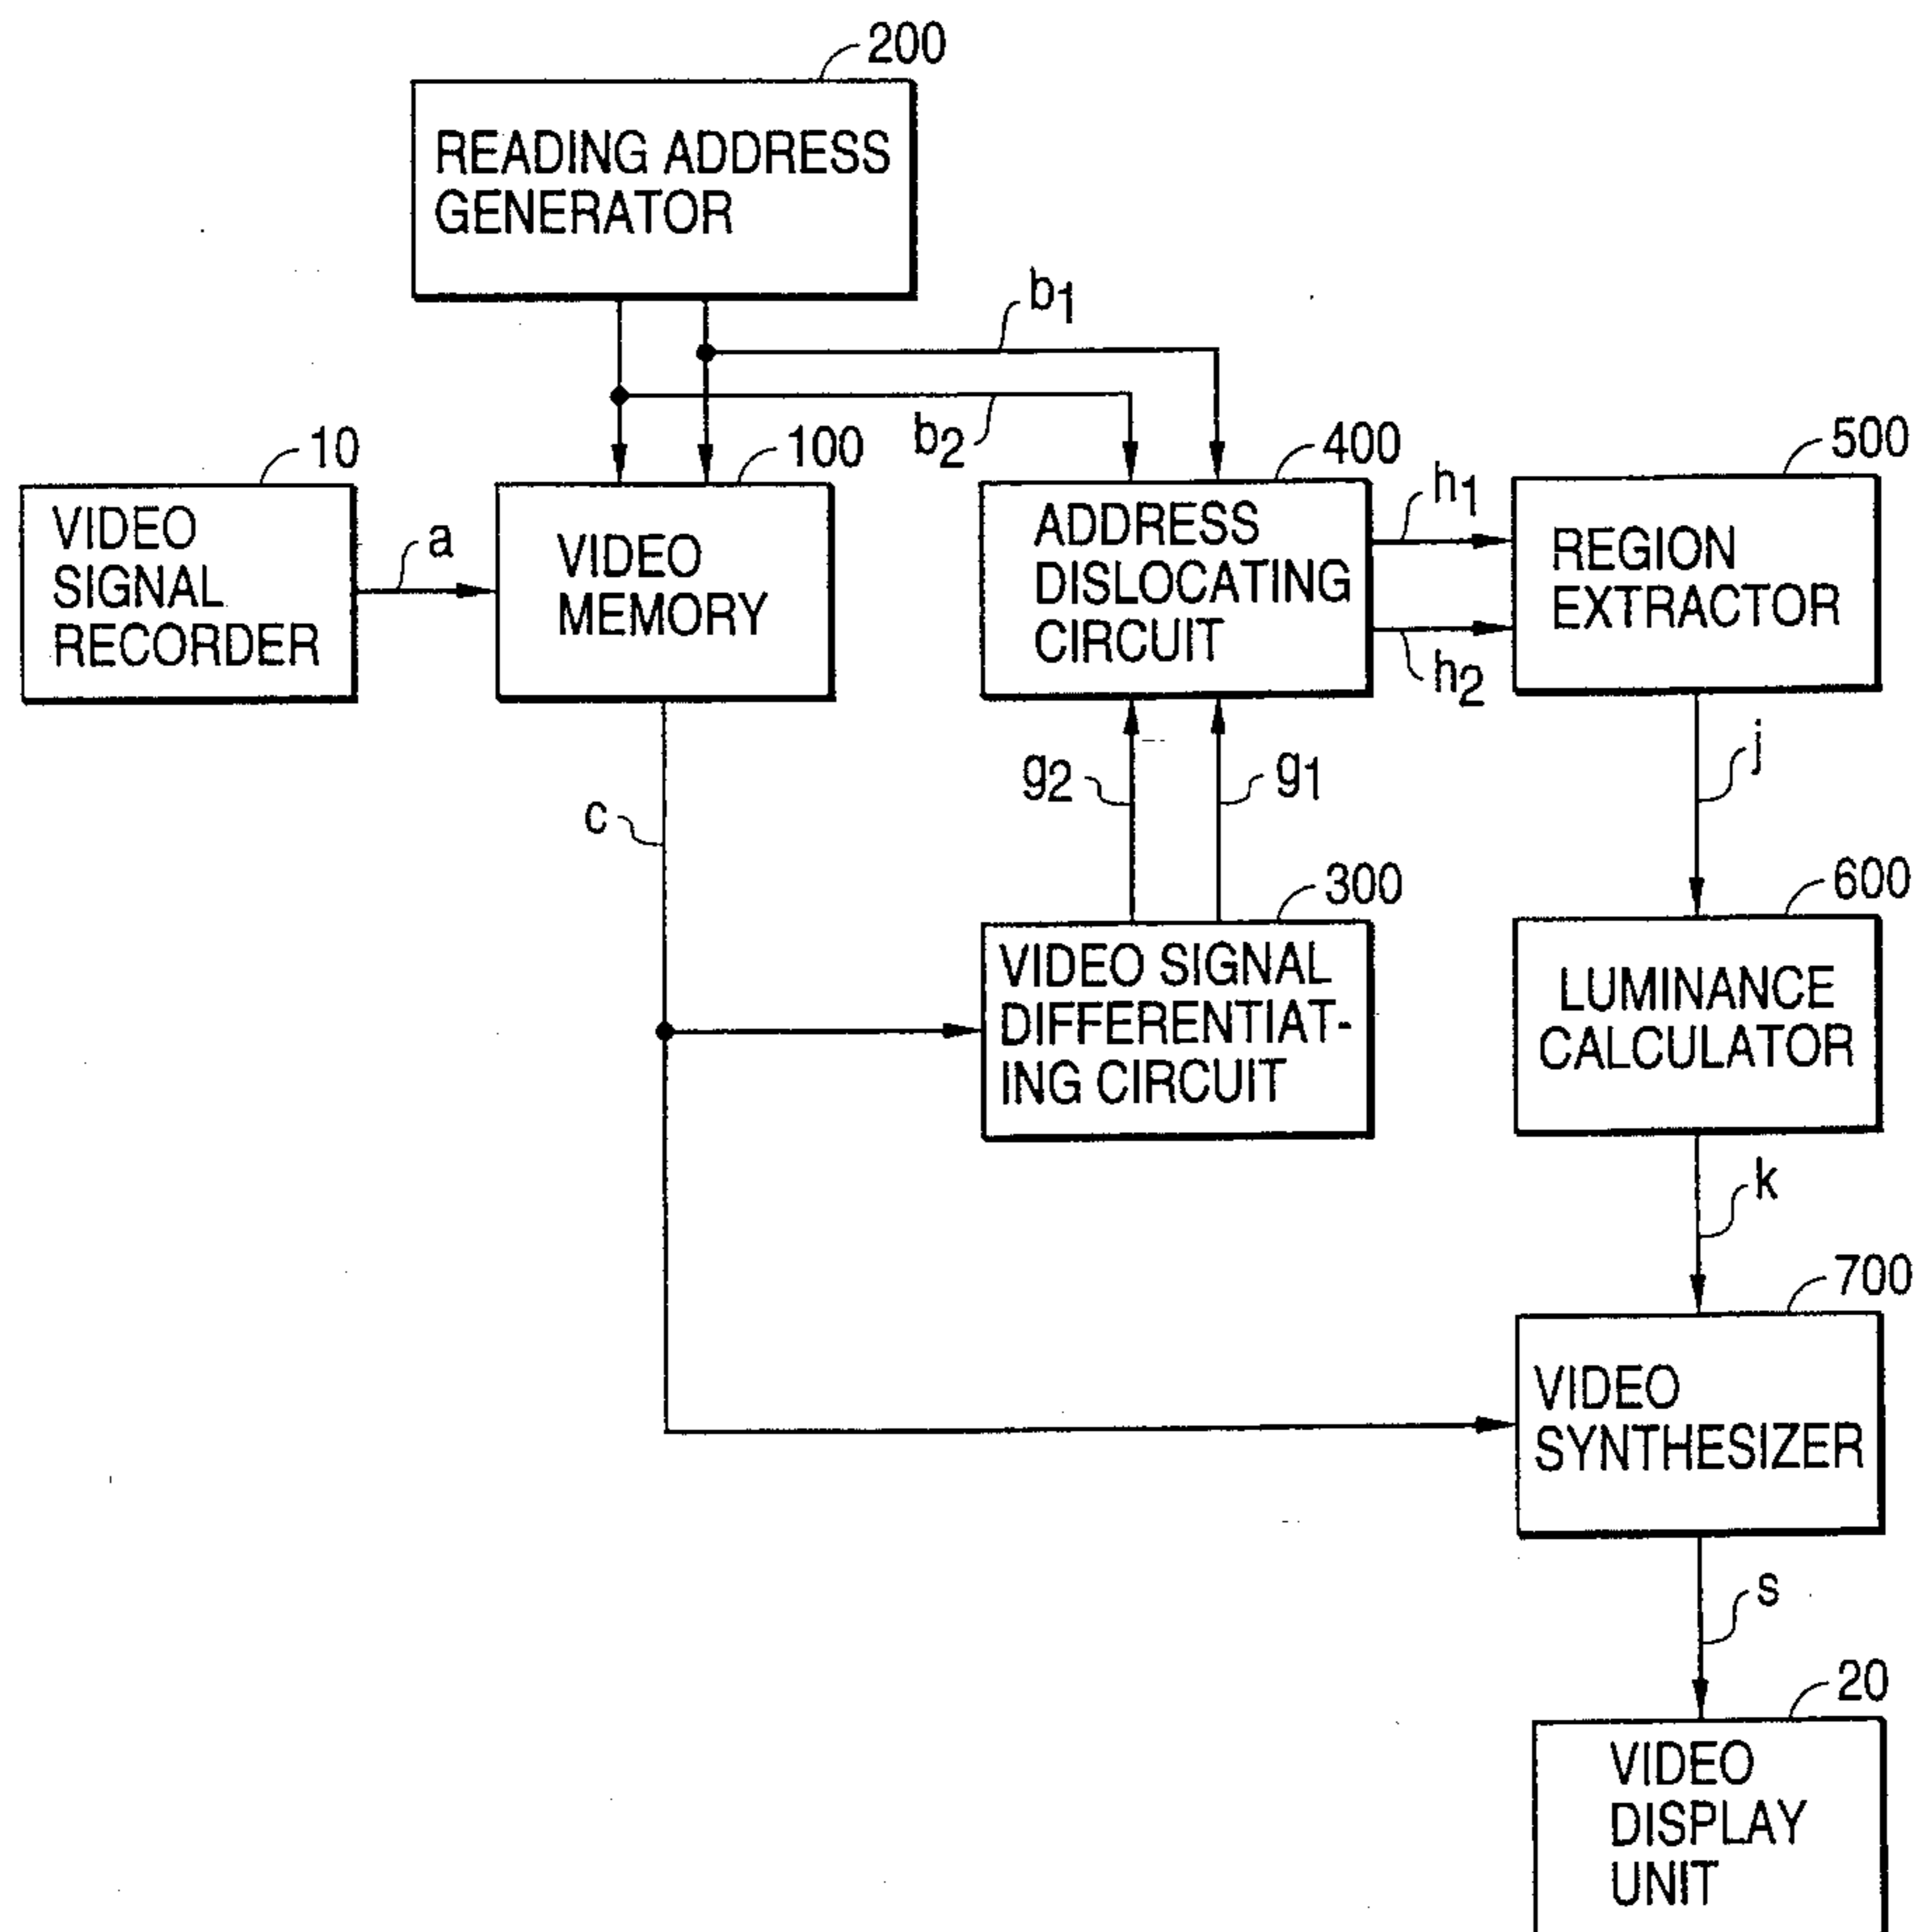 200
READING ADDRESS
GENERATOR
b1
b2
10
VIDEO
SIGNAL
RECORDER
a
100
VIDEO
MEMORY
400
ADDRESS
DISLOCATING
CIRCUIT
h1
h2
500
REGION
EXTRACTOR
c
g2
g1
j
300
VIDEO SIGNAL
DIFFERENTIAT-
ING CIRCUIT
600
LUMINANCE
CALCULATOR
k
700
VIDEO
SYNTHESIZER
s
20
VIDEO
DISPLAY
UNIT